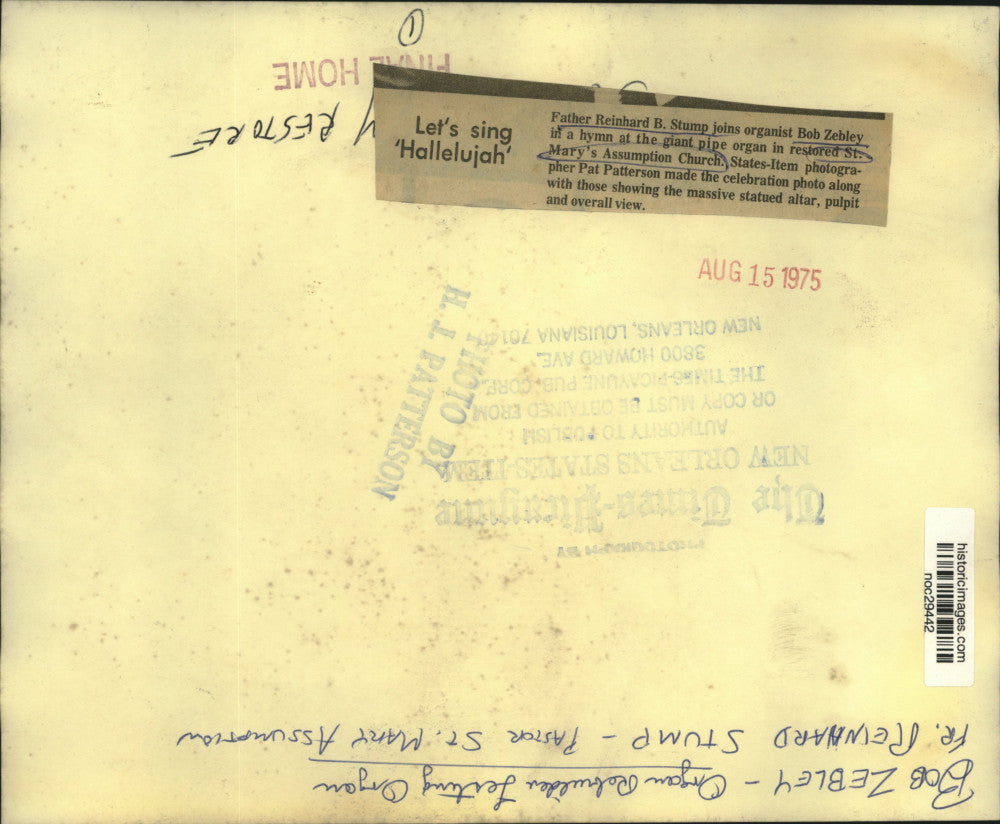 1
FINAL HOME
RESTORE
Let's sing
'Hallelujah'
Father Reinhard B. Stump joins organist Bob Zebley
in a hymn at the giant pipe organ in restored St.
Mary's Assumption Church. States-Item photogra-
pher Pat Patterson made the celebration photo along
with those showing the massive statued altar, pulpit
and overall view.
AUG 15 1975
PHOTO BY
H. J. PATTERSON
PHOTOGRAPH BY
The Times-Picayune
NEW ORLEANS STATES-ITEM
AUTHORITY TO PUBLISH
OR COPY MUST BE OBTAINED FROM
THE TIMES-PICAYUNE PUB. CORP.
3800 HOWARD AVE.
NEW ORLEANS, LOUISIANA 70140
historicimages.com
noc29442
BOB ZEBLEY - Organ Rebuilder Testing Organ
FR. REINHARD STUMP - PASTOR ST. MARY ASSUMPTION